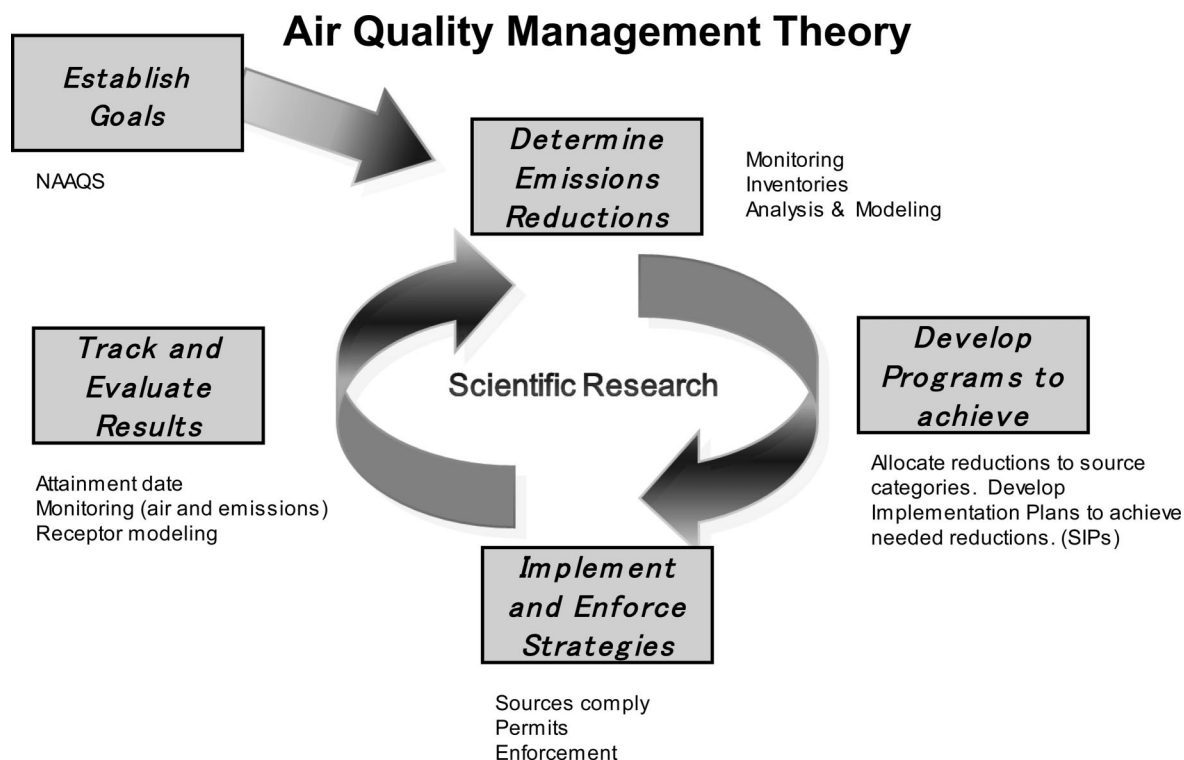 Air Quality Management Theory
Establish
Goals
NAAQS
Determine
Emissions
Reductions
Monitoring
Inventories
Analysis & Modeling
Develop
Programs to
achieve
Allocate reductions to source
categories. Develop
Implementation Plans to achieve
needed reductions. (SIPs)
Implement
and Enforce
Strategies
Sources comply
Permits
Enforcement
Track and
Evaluate
Results
Attainment date
Monitoring (air and emissions)
Receptor modeling
Scientific Research